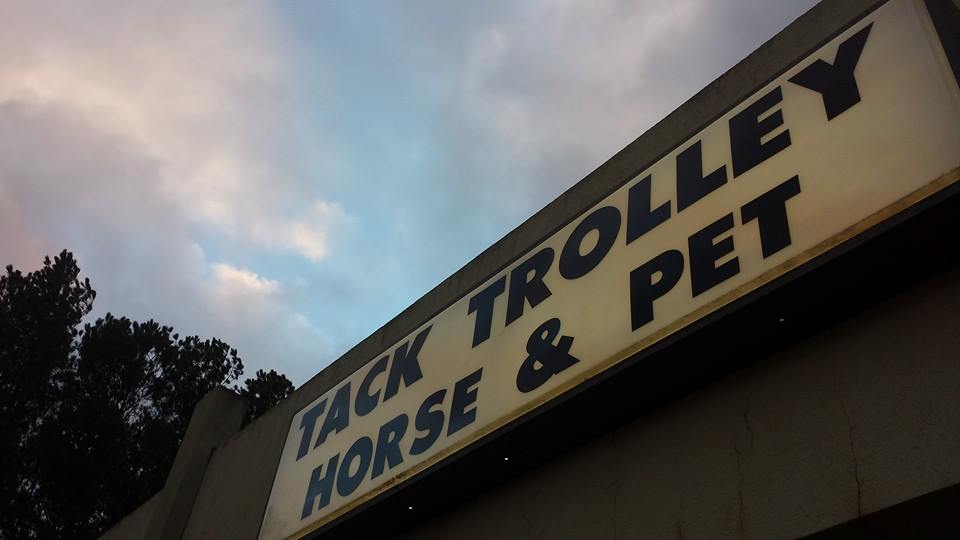 TACK TROLLEY
HORSE & PET